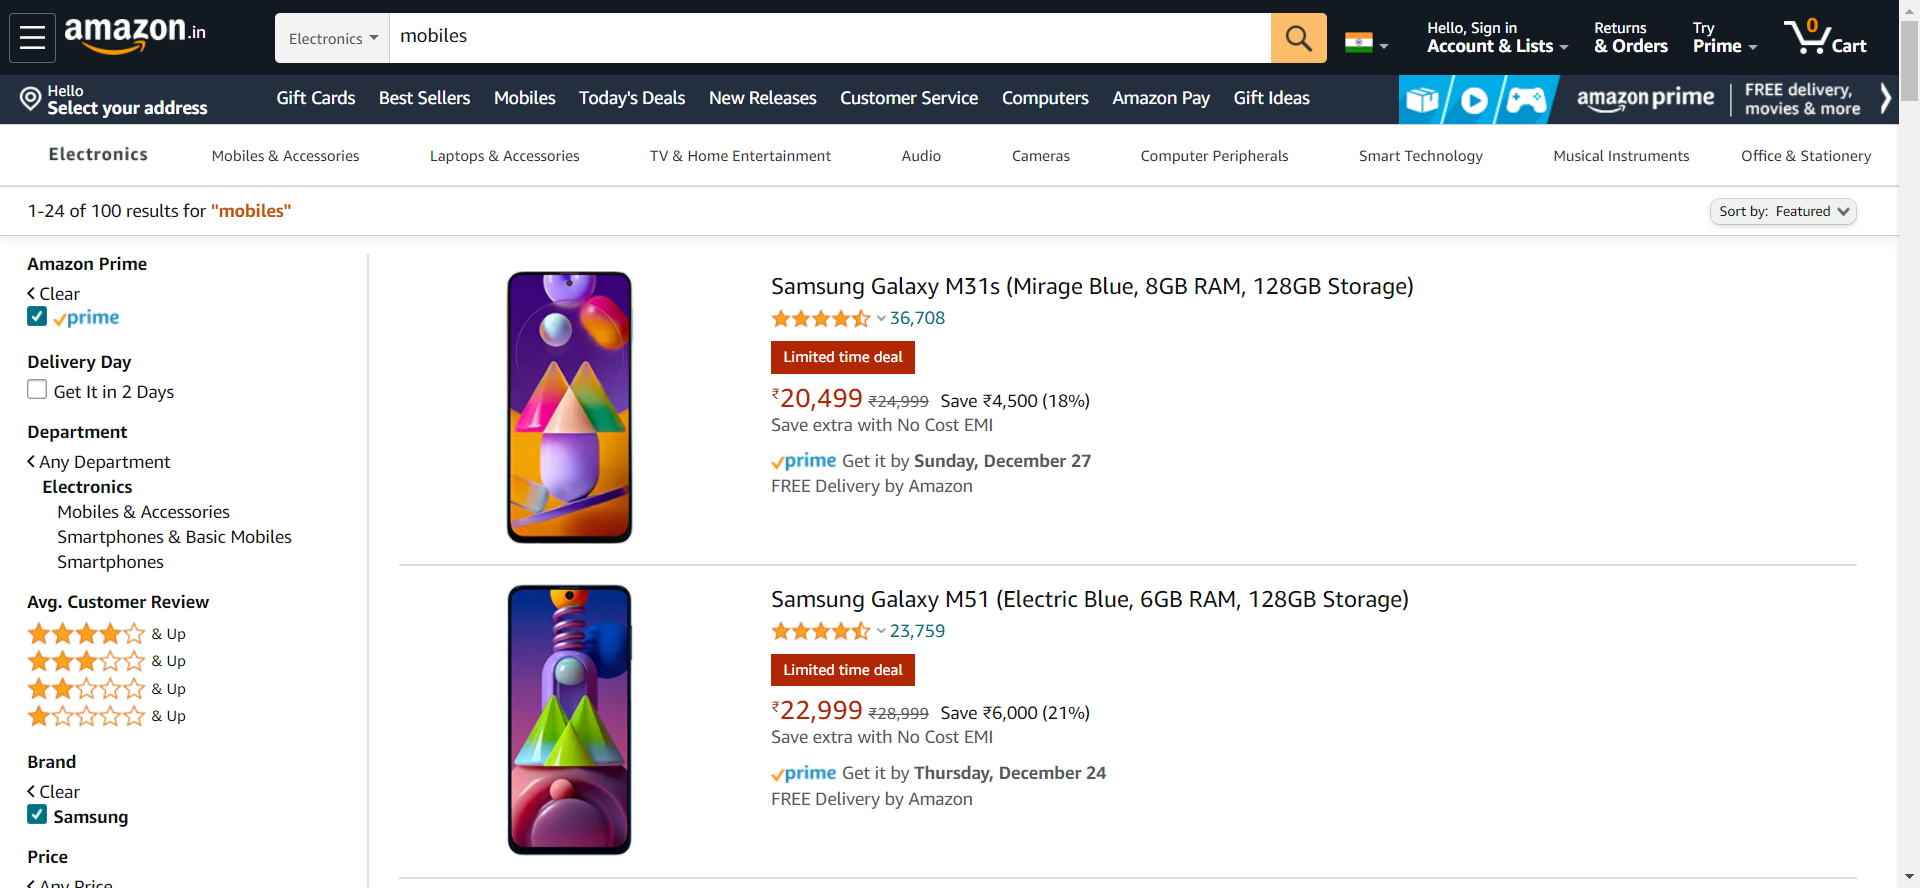 amazon.in
Electronics
mobiles
Hello, Sign in
Account & Lists
Returns
& Orders
Try
Prime
0
Cart
Hello
Select your address
Gift Cards
Best Sellers
Mobiles
Today's Deals
New Releases
Customer Service
Computers
Amazon Pay
Gift Ideas
amazon prime
FREE delivery,
movies & more
Electronics
Mobiles & Accessories
Laptops & Accessories
TV & Home Entertainment
Audio
Cameras
Computer Peripherals
Smart Technology
Musical Instruments
Office & Stationery
1-24 of 100 results for "mobiles"
Sort by: Featured
Amazon Prime
Clear
prime
Delivery Day
Get It in 2 Days
Department
Any Department
Electronics
Mobiles & Accessories
Smartphones & Basic Mobiles
Smartphones
Avg. Customer Review
& Up
& Up
& Up
& Up
Brand
Clear
Samsung
Price
Any Price
Samsung Galaxy M31s (Mirage Blue, 8GB RAM, 128GB Storage)
36,708
Limited time deal
₹20,499 ₹24,999 Save ₹4,500 (18%)
Save extra with No Cost EMI
prime Get it by Sunday, December 27
FREE Delivery by Amazon
Samsung Galaxy M51 (Electric Blue, 6GB RAM, 128GB Storage)
23,759
Limited time deal
₹22,999 ₹28,999 Save ₹6,000 (21%)
Save extra with No Cost EMI
prime Get it by Thursday, December 24
FREE Delivery by Amazon